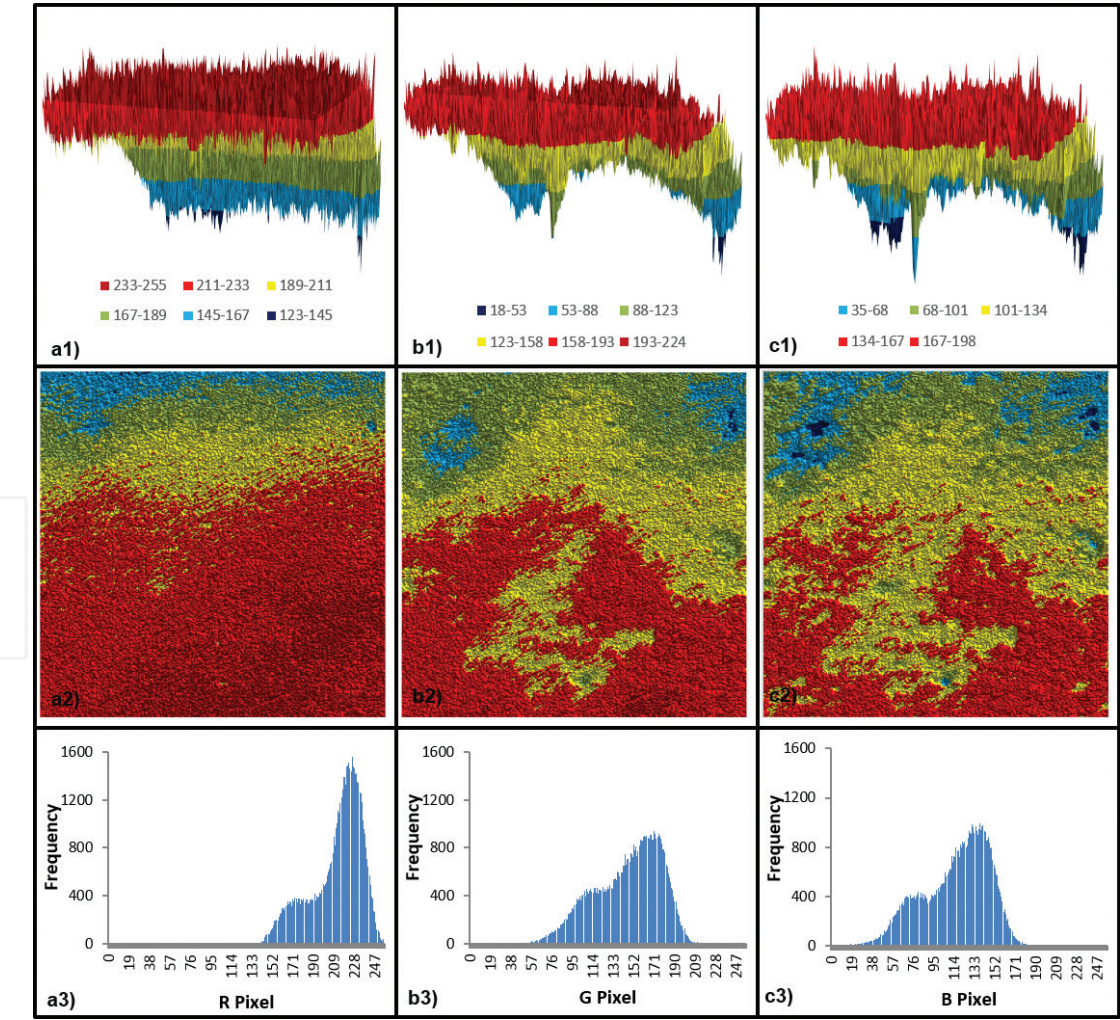 233-255 211-233 189-211
167-189 145-167 123-145
a1)
18-53 53-88 88-123
123-158 158-193 193-224
b1)
35-68 68-101 101-134
134-167 167-198
c1)
a2)
b2)
c2)
Frequency
1600
1200
800
400
0
0 19 38 57 76 95 114 133 152 171 190 209 228 247
R Pixel
a3)
Frequency
1600
1200
800
400
0
0 19 38 57 76 95 114 133 152 171 190 209 228 247
G Pixel
b3)
Frequency
1600
1200
800
400
0
0 19 38 57 76 95 114 133 152 171 190 209 228 247
B Pixel
c3)